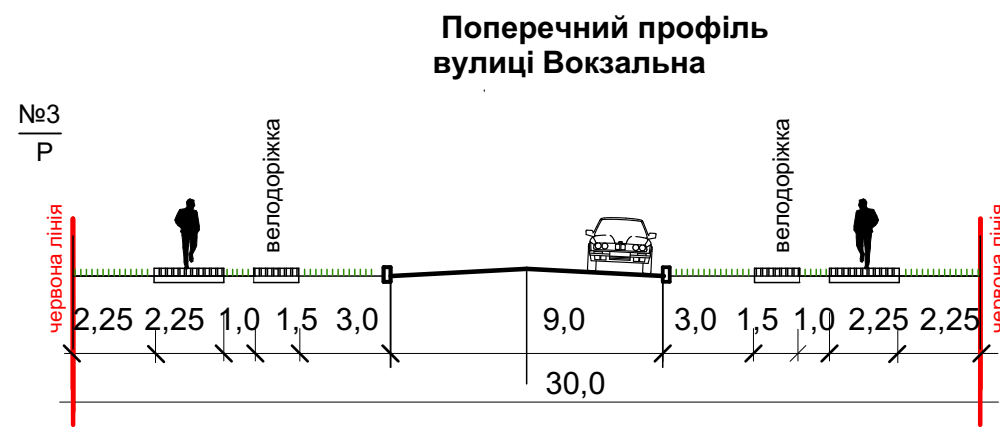 Поперечний профіль
вулиці Вокзальна
№3
Р
велодоріжка
велодоріжка
червона лінія
червона лінія
2,25 2,25 1,0 1,5 3,0 9,0 3,0 1,5 1,0 2,25 2,25
30,0